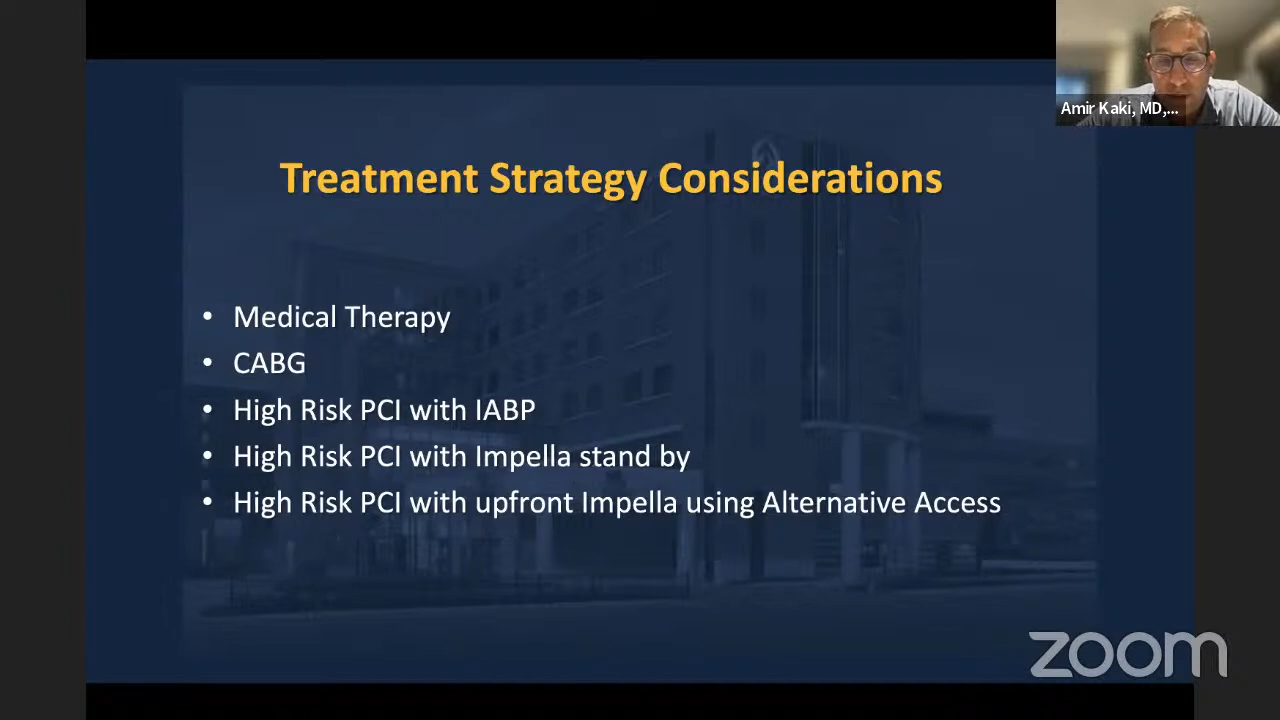 Amir Kaki, MD,...
Treatment Strategy Considerations
• Medical Therapy
• CABG
• High Risk PCI with IABP
• High Risk PCI with Impella stand by
• High Risk PCI with upfront Impella using Alternative Access
zoom